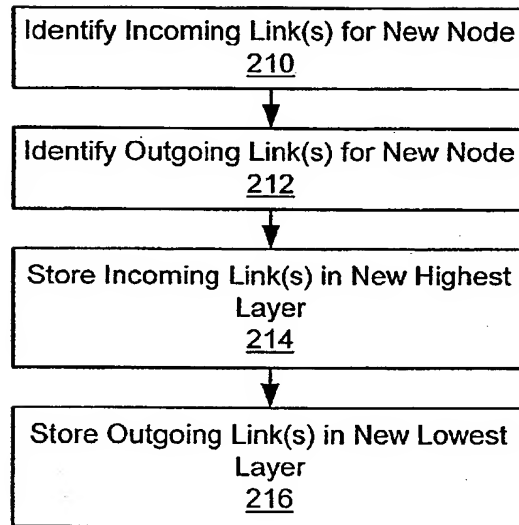 Identify Incoming Link(s) for New Node
210
Identify Outgoing Link(s) for New Node
212
Store Incoming Link(s) in New Highest
Layer
214
Store Outgoing Link(s) in New Lowest
Layer
216